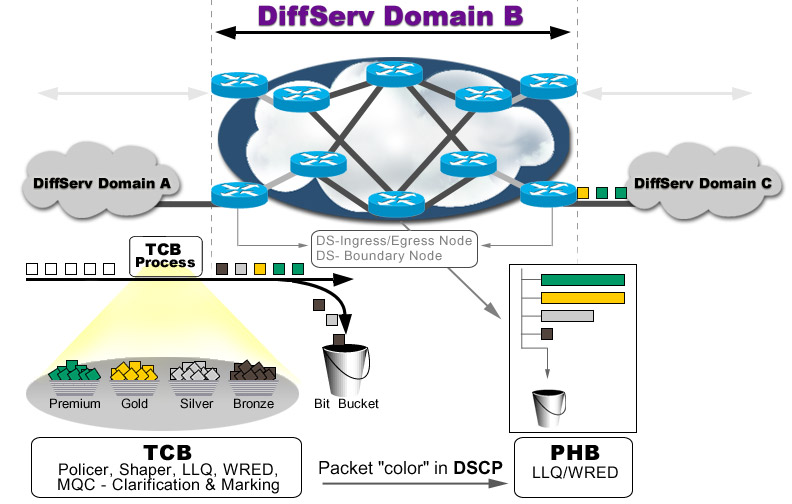 DiffServ Domain B
DiffServ Domain A
DiffServ Domain C
DS-Ingress/Egress Node
DS- Boundary Node
TCB
Process
Premium
Gold
Silver
Bronze
Bit Bucket
TCB
Policer, Shaper, LLQ, WRED,
MQC - Clarification & Marking
Packet "color" in DSCP
PHB
LLQ/WRED